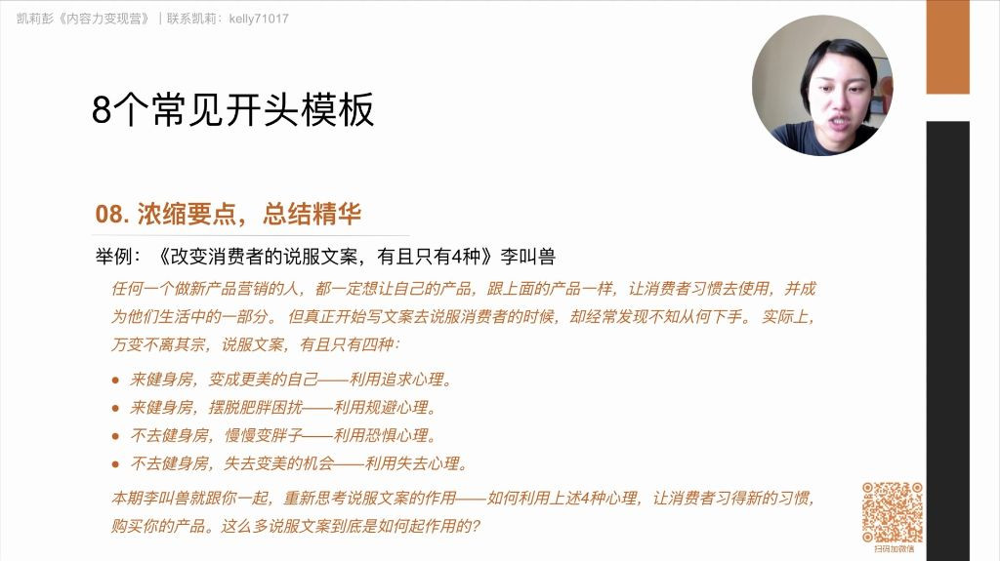 凯莉彭《内容力变现营》｜联系凯莉：kelly71017
8个常见开头模板
08. 浓缩要点，总结精华
举例：《改变消费者的说服文案，有且只有4种》李叫兽
任何一个做新产品营销的人，都一定想让自己的产品，跟上面的产品一样，让消费者习惯去使用，并成
为他们生活中的一部分。 但真正开始写文案去说服消费者的时候，却经常发现不知从何下手。 实际上，
万变不离其宗，说服文案，有且只有四种：
● 来健身房，变成更美的自己——利用追求心理。
● 来健身房，摆脱肥胖困扰——利用规避心理。
● 不去健身房，慢慢变胖子——利用恐惧心理。
● 不去健身房，失去变美的机会——利用失去心理。
本期李叫兽就跟你一起，重新思考说服文案的作用——如何利用上述4种心理，让消费者习得新的习惯，
购买你的产品。这么多说服文案到底是如何起作用的？
扫码加微信